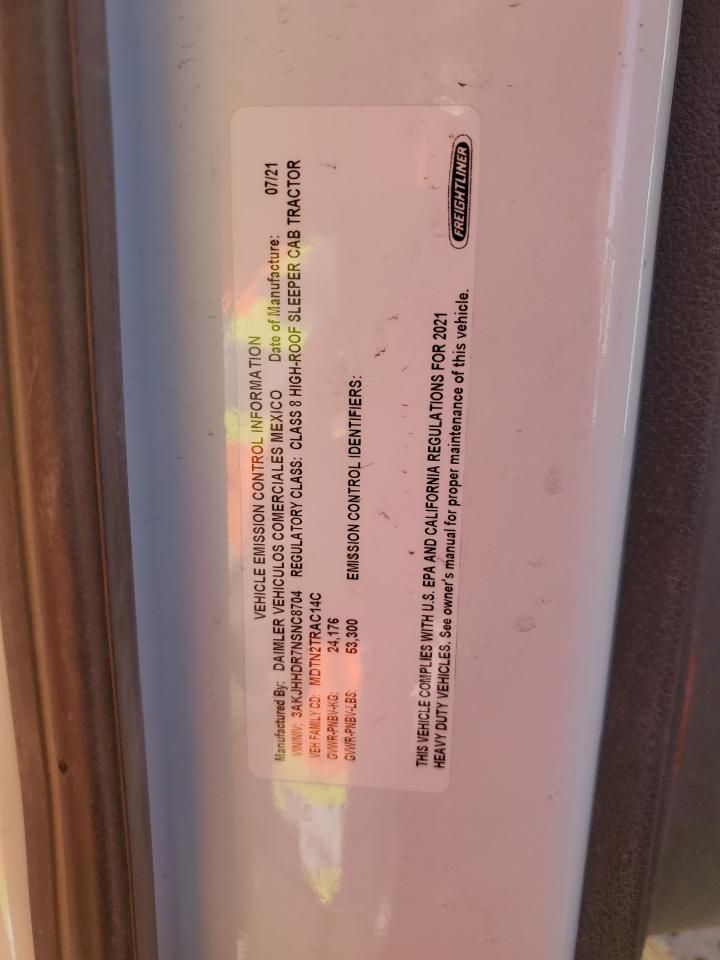 VEHICLE EMISSION CONTROL INFORMATION
Manufactured By: DAIMLER VEHICULOS COMERCIALES MEXICO Date of Manufacture: 07/21
VIN/NIV: 3AKJHHDR7NSNC8704 REGULATORY CLASS: CLASS 8 HIGH-ROOF SLEEPER CAB TRACTOR
VEH FAMILY CD: MDTN2TRAC14C
GVWR-PNBV-KG: 24,176
GVWR-PNBV-LBS: 53,300 EMISSION CONTROL IDENTIFIERS:
THIS VEHICLE COMPLIES WITH U.S. EPA AND CALIFORNIA REGULATIONS FOR 2021
HEAVY DUTY VEHICLES. See owner's manual for proper maintenance of this vehicle.
FREIGHTLINER